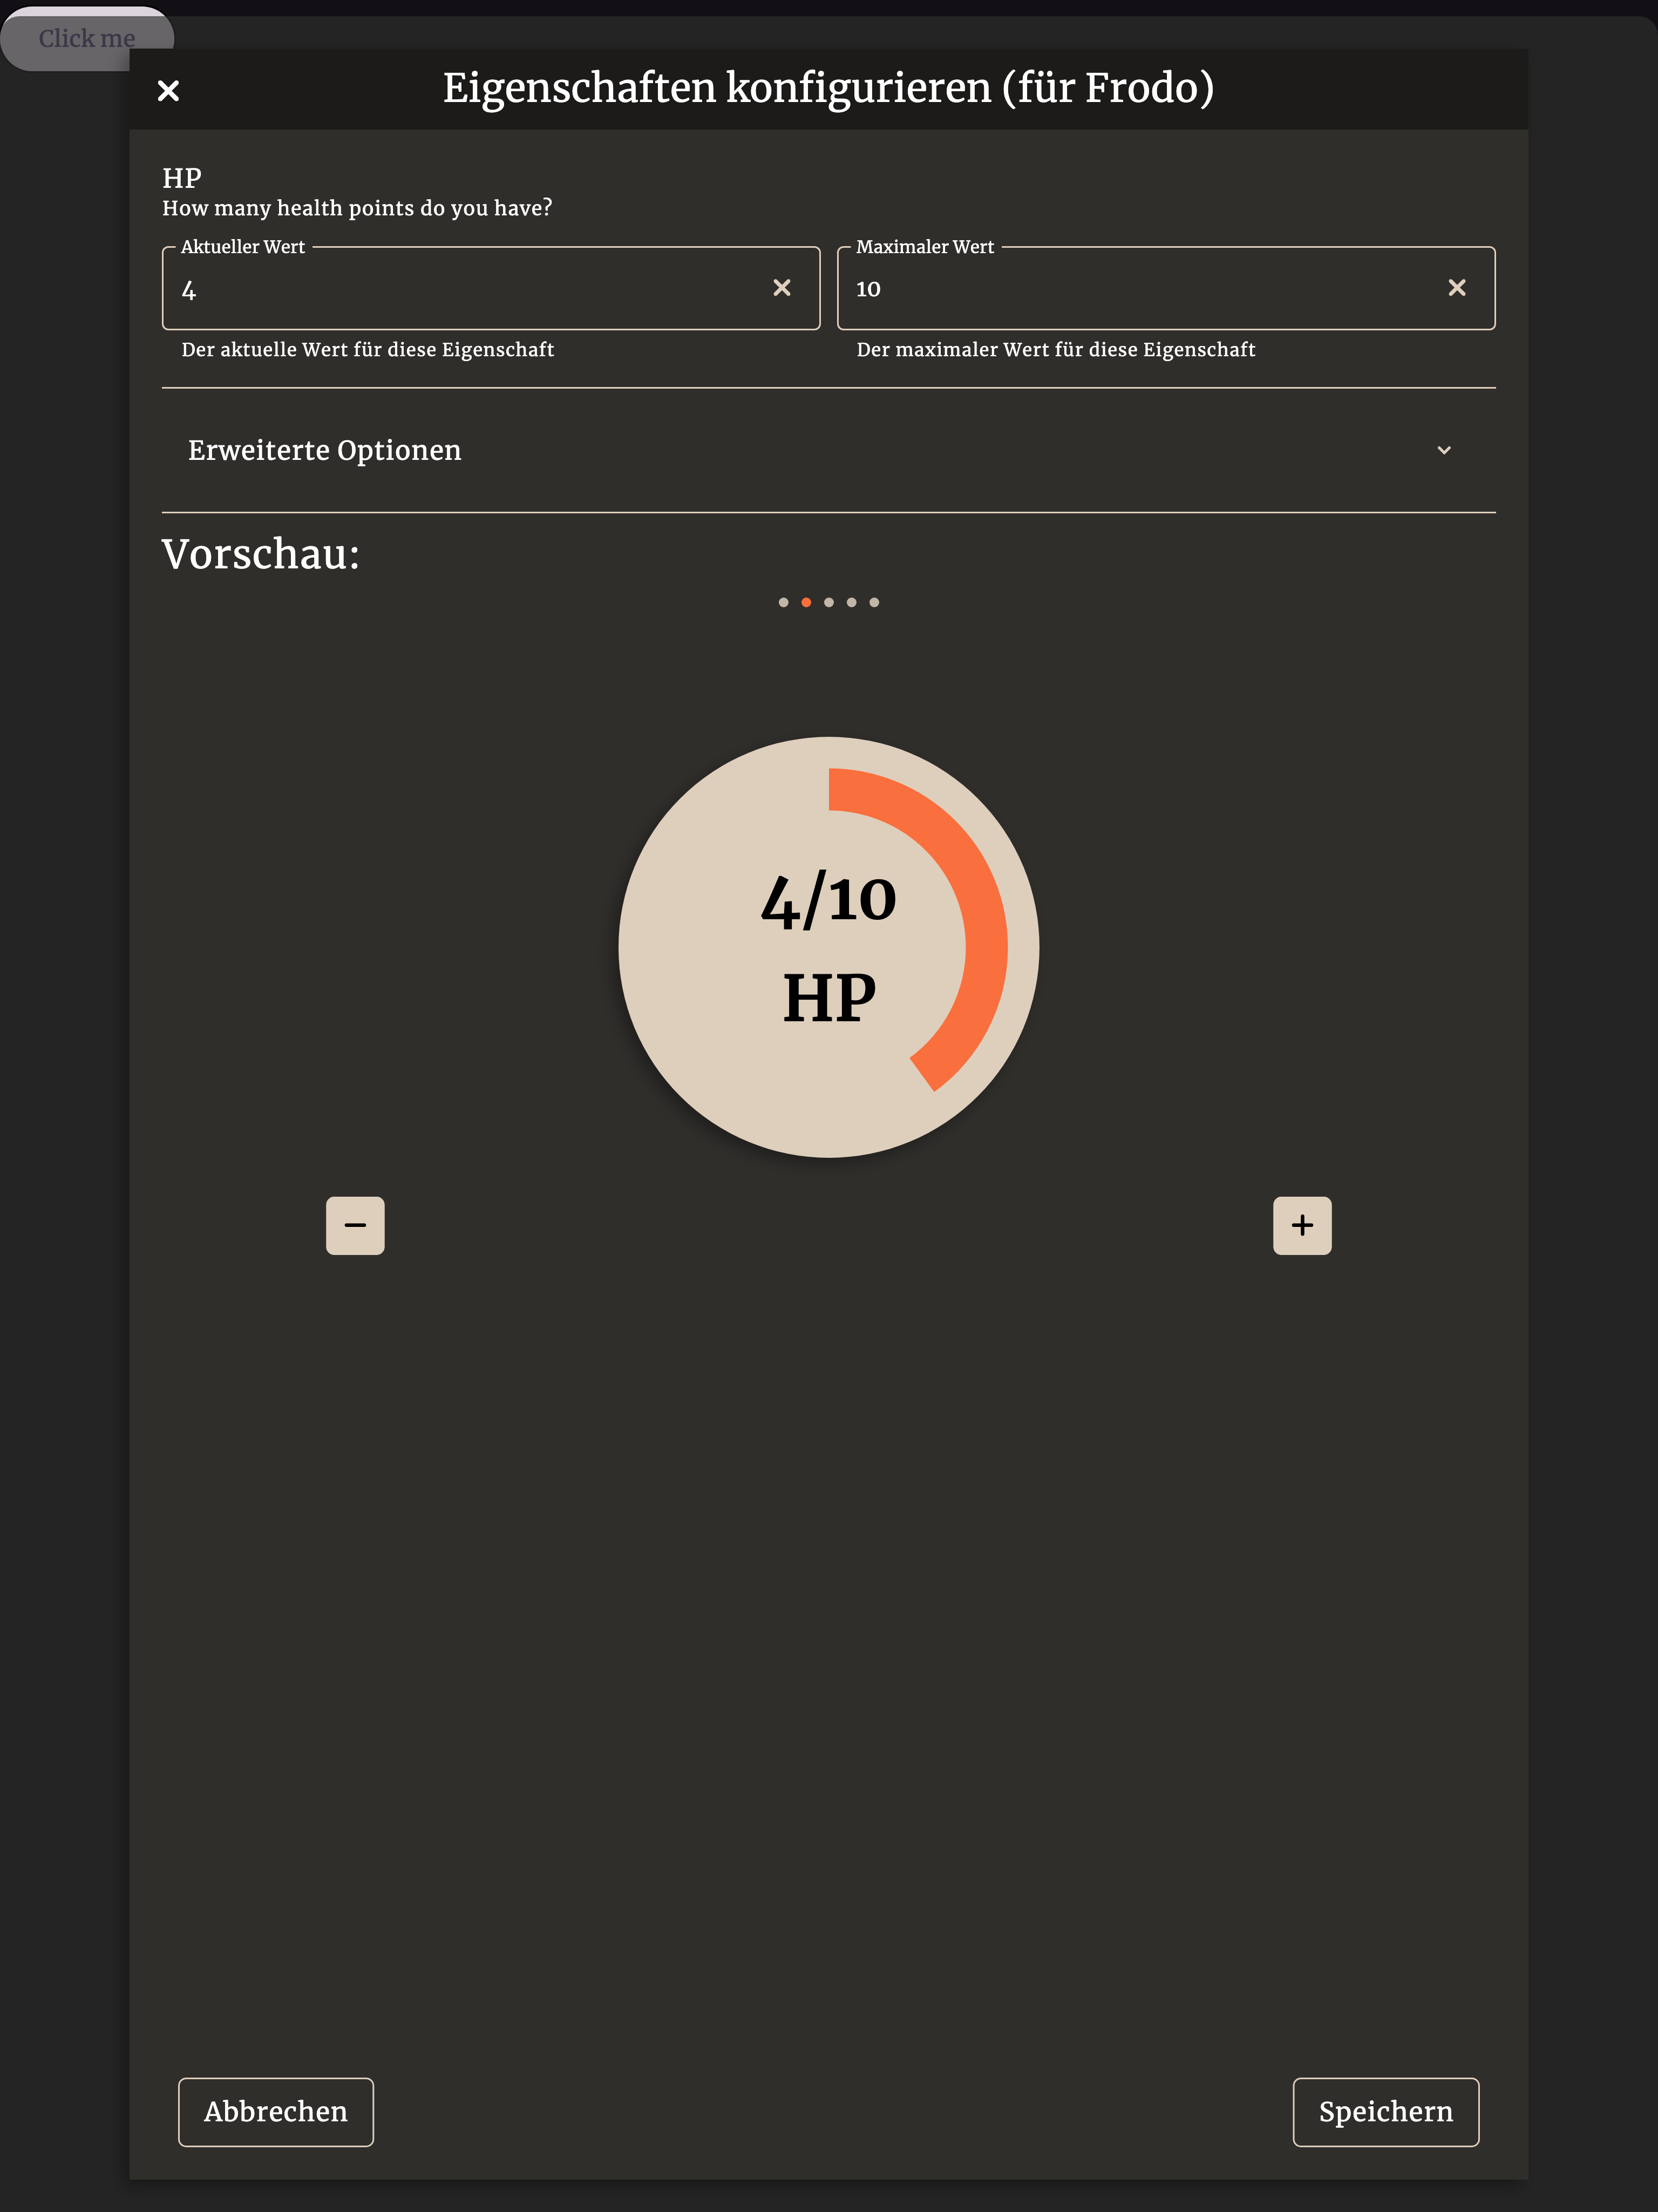 Click me
Eigenschaften konfigurieren (für Frodo)
HP
How many health points do you have?
Aktueller Wert
4
Der aktuelle Wert für diese Eigenschaft
Maximaler Wert
10
Der maximaler Wert für diese Eigenschaft
Erweiterte Optionen
Vorschau:
4/10
HP
Abbrechen
Speichern